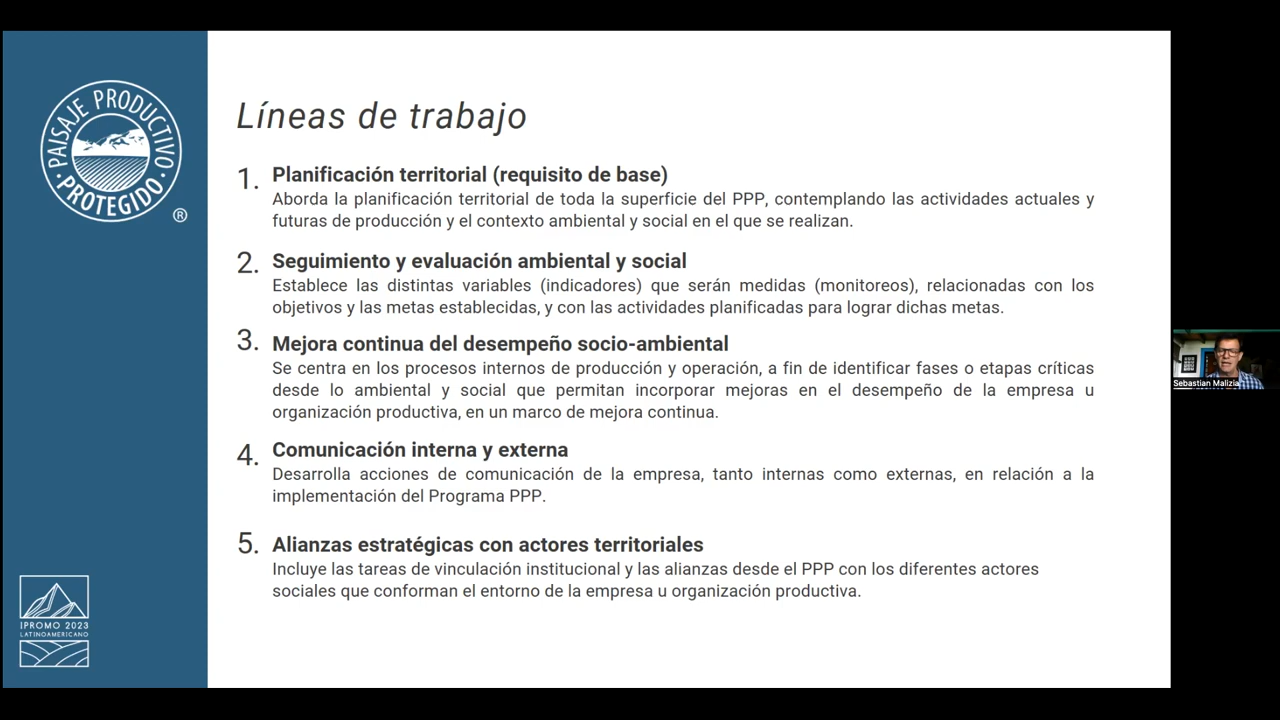 PAISAJE PRODUCTIVO
PROTEGIDO
®
Líneas de trabajo
1. Planificación territorial (requisito de base)
Aborda la planificación territorial de toda la superficie del PPP, contemplando las actividades actuales y
futuras de producción y el contexto ambiental y social en el que se realizan.
2. Seguimiento y evaluación ambiental y social
Establece las distintas variables (indicadores) que serán medidas (monitoreos), relacionadas con los
objetivos y las metas establecidas, y con las actividades planificadas para lograr dichas metas.
3. Mejora continua del desempeño socio-ambiental
Se centra en los procesos internos de producción y operación, a fin de identificar fases o etapas críticas
desde lo ambiental y social que permitan incorporar mejoras en el desempeño de la empresa u
organización productiva, en un marco de mejora continua.
4. Comunicación interna y externa
Desarrolla acciones de comunicación de la empresa, tanto internas como externas, en relación a la
implementación del Programa PPP.
5. Alianzas estratégicas con actores territoriales
Incluye las tareas de vinculación institucional y las alianzas desde el PPP con los diferentes actores
sociales que conforman el entorno de la empresa u organización productiva.
IPROMO 2023
LATINOAMERICANO
Sebastian Malizia